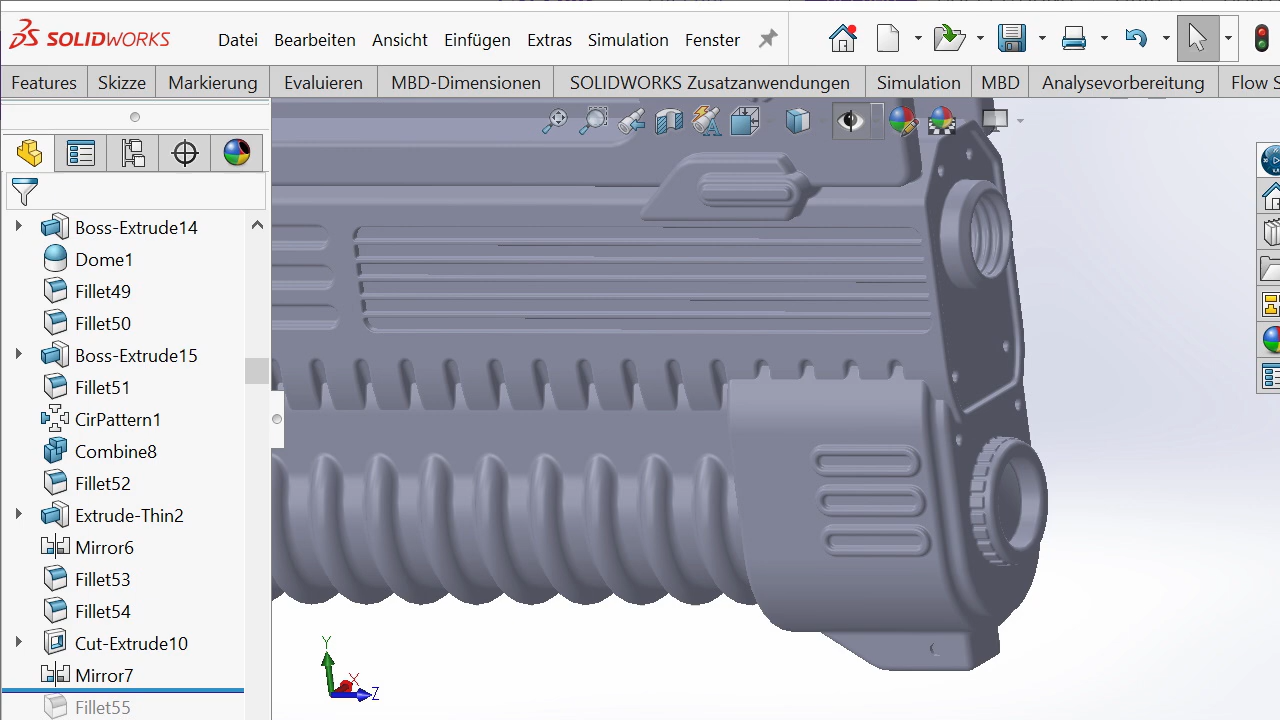 SOLIDWORKS Datei Bearbeiten Ansicht Einfügen Extras Simulation Fenster
Features Skizze Markierung Evaluieren MBD-Dimensionen SOLIDWORKS Zusatzanwendungen Simulation MBD Analysevorbereitung Flow S
Boss-Extrude14
Dome1
Fillet49
Fillet50
Boss-Extrude15
Fillet51
CirPattern1
Combine8
Fillet52
Extrude-Thin2
Mirror6
Fillet53
Fillet54
Cut-Extrude10
Mirror7
Fillet55
Y
X
Z